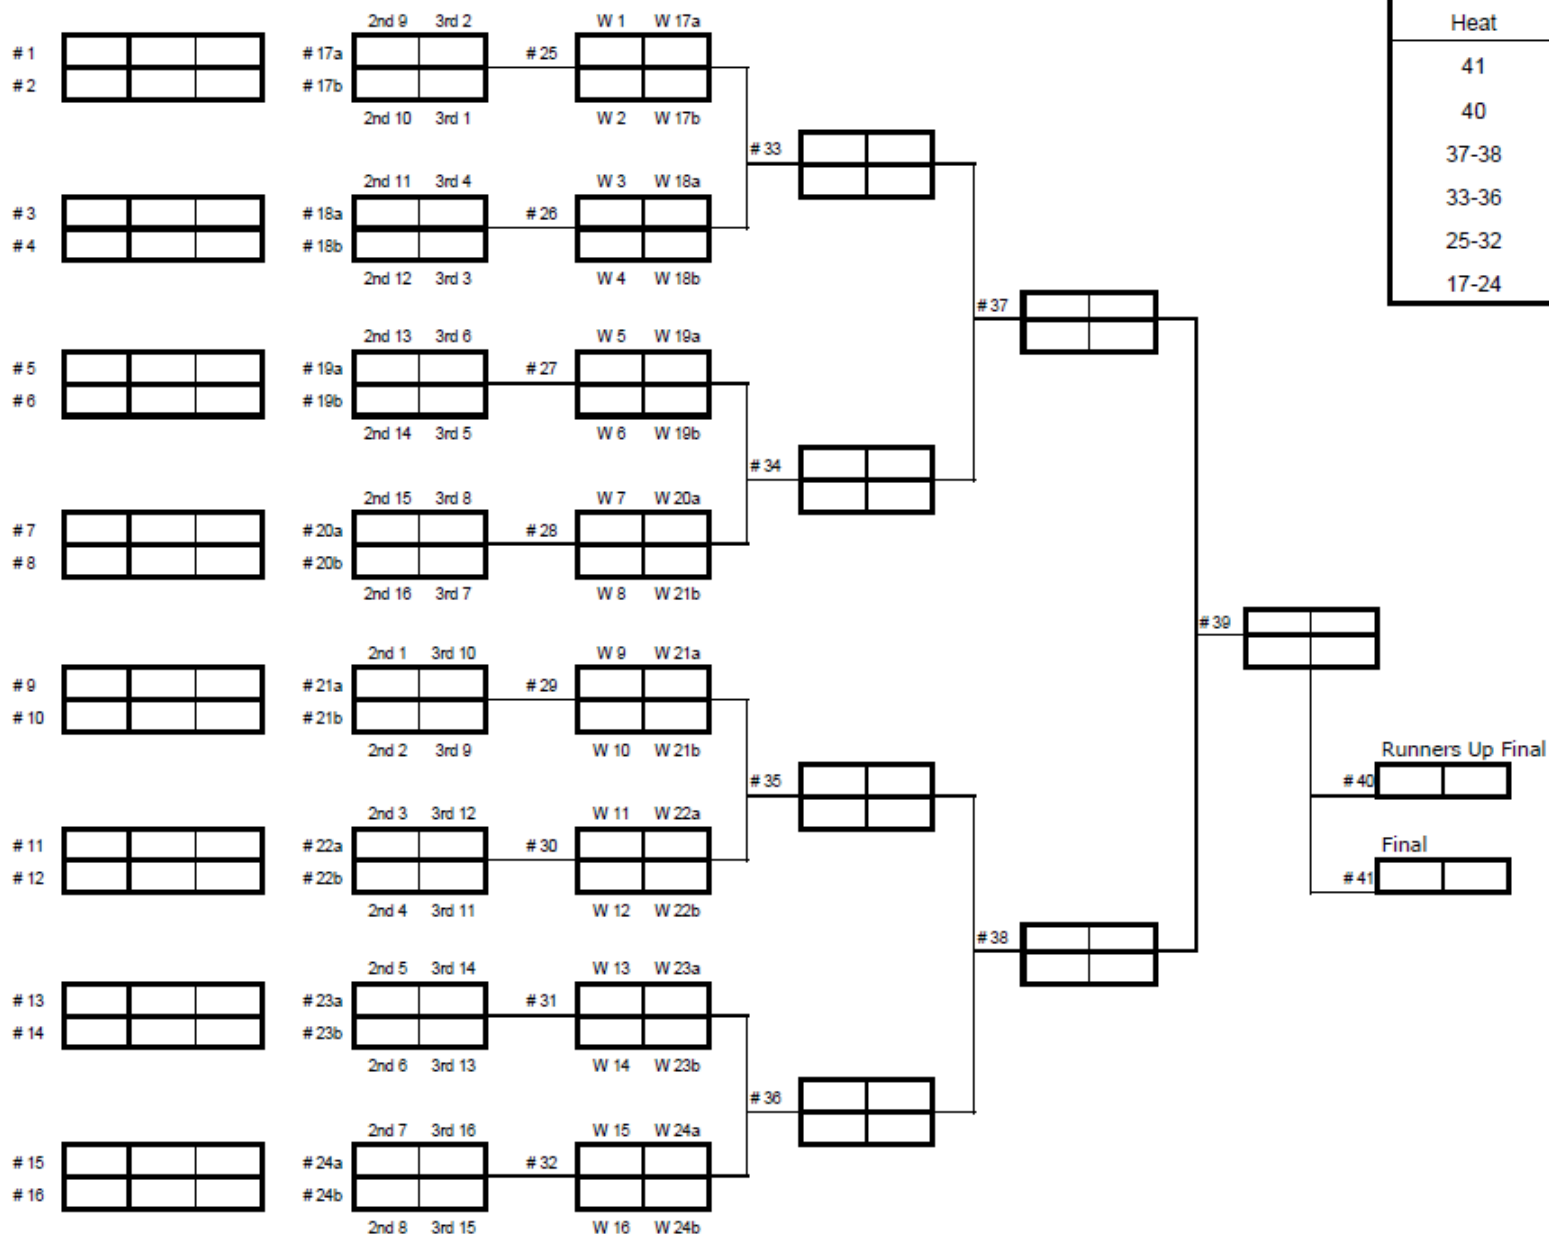 2nd 9 3rd 2 W 1 W 17a
# 1 # 17a # 25
# 2 # 17b
2nd 10 3rd 1 W 2 W 17b
# 33
2nd 11 3rd 4 W 3 W 18a
# 3 # 18a # 26
# 4 # 18b
2nd 12 3rd 3 W 4 W 18b
# 37
2nd 13 3rd 6 W 5 W 19a
# 5 # 19a # 27
# 6 # 19b
2nd 14 3rd 5 W 6 W 19b
# 34
2nd 15 3rd 8 W 7 W 20a
# 7 # 20a # 28
# 8 # 20b
2nd 16 3rd 7 W 8 W 21b
# 39
2nd 1 3rd 10 W 9 W 21a
# 9 # 21a # 29
# 10 # 21b
2nd 2 3rd 9 W 10 W 21b
# 35
2nd 3 3rd 12 W 11 W 22a
# 11 # 22a # 30
# 12 # 22b
2nd 4 3rd 11 W 12 W 22b
# 38
2nd 5 3rd 14 W 13 W 23a
# 13 # 23a # 31
# 14 # 23b
2nd 6 3rd 13 W 14 W 23b
# 36
2nd 7 3rd 16 W 15 W 24a
# 15 # 24a # 32
# 16 # 24b
2nd 8 3rd 15 W 16 W 24b
Runners Up Final
# 40
Final
# 41
Heat
41
40
37-38
33-36
25-32
17-24